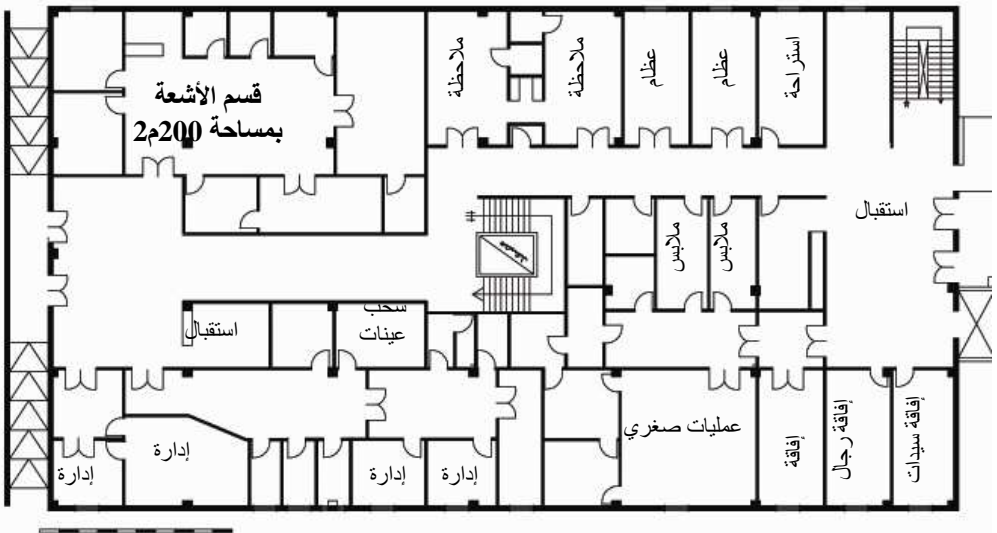 قسم الأشعة
بمساحة 200م2
ملاحظة
ملاحظة
عظام
عظام
استراحة
استقبال
ملابس
ملابس
مصعد
استقبال
سحب
عينات
إدارة
إدارة
إدارة
إدارة
عمليات صغري
إفاقة
إفاقة رجال
إفاقة سيدات